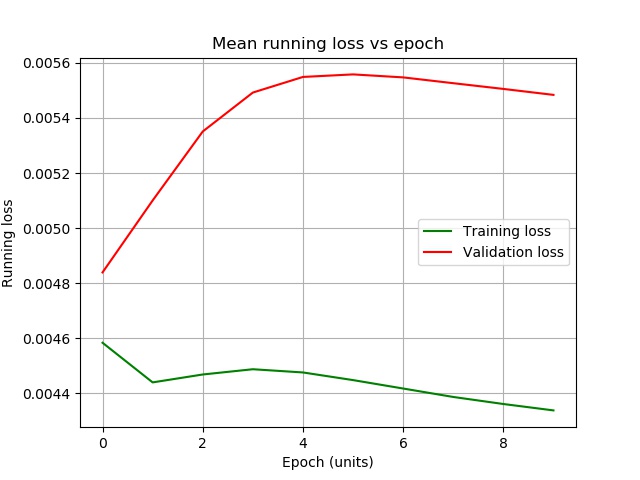 Mean running loss vs epoch
0.0056
0.0054
0.0052
0.0050
0.0048
0.0046
0.0044
Running loss
Training loss
Validation loss
0 2 4 6 8
Epoch (units)